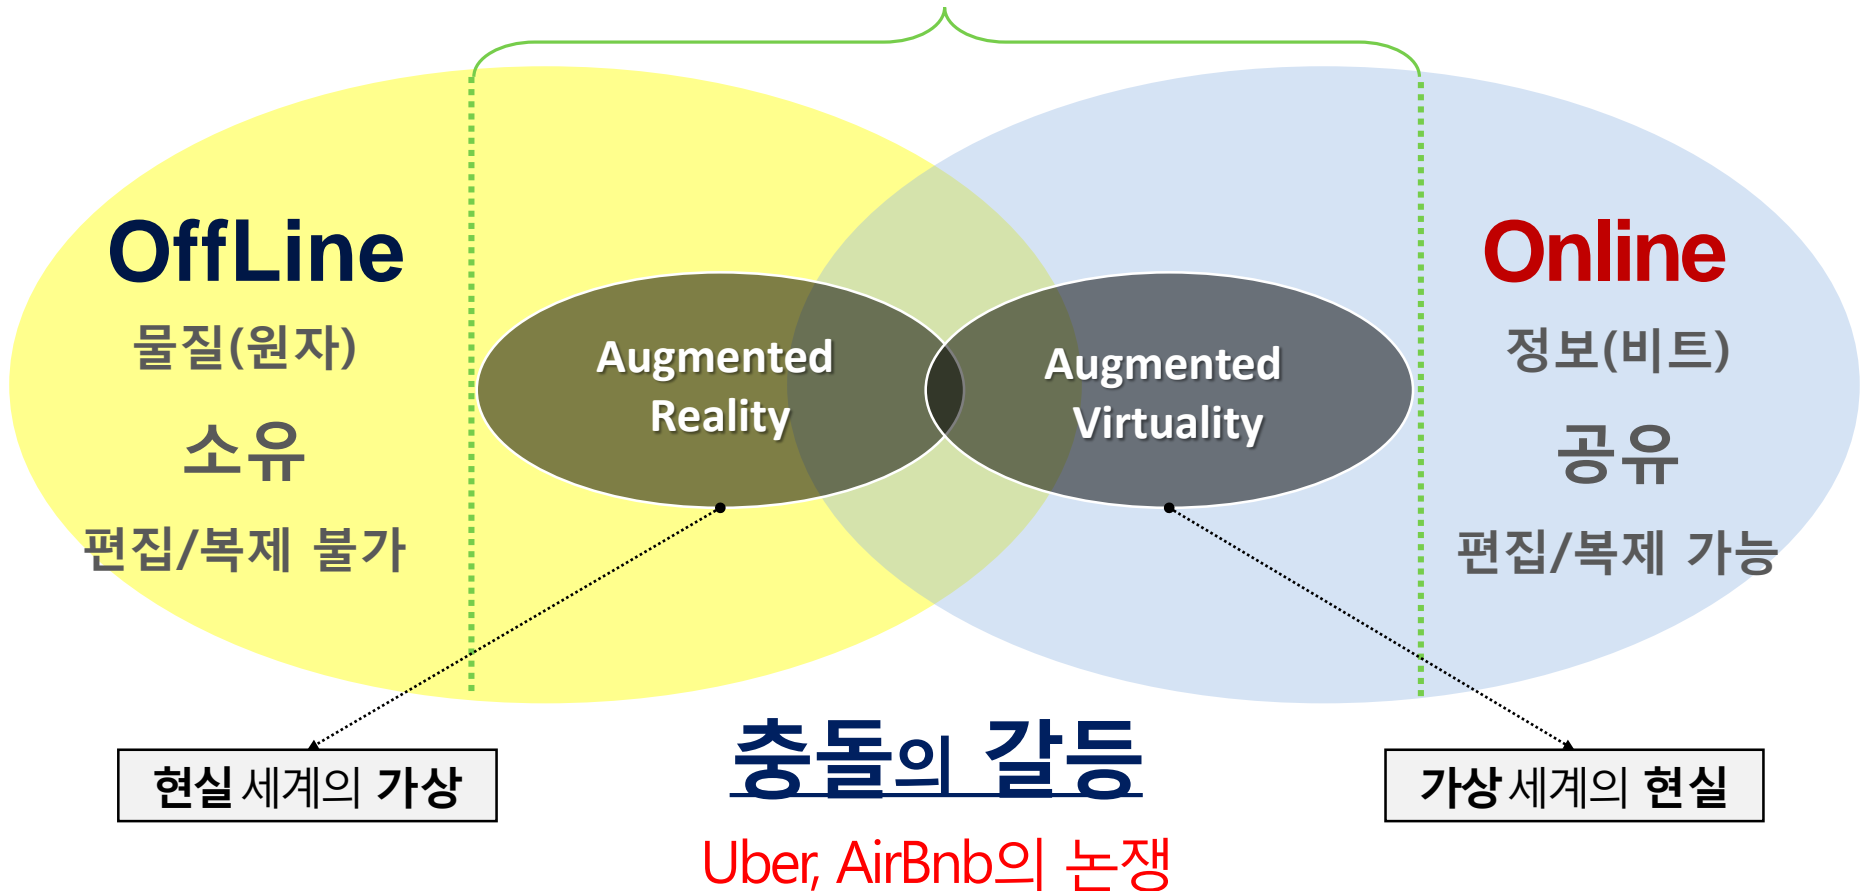 OffLine
물질(원자)
소유
편집/복제 불가
Augmented
Reality
Augmented
Virtuality
Online
정보(비트)
공유
편집/복제 가능
현실 세계의 가상
충돌의 갈등
Uber, AirBnb의 논쟁
가상 세계의 현실